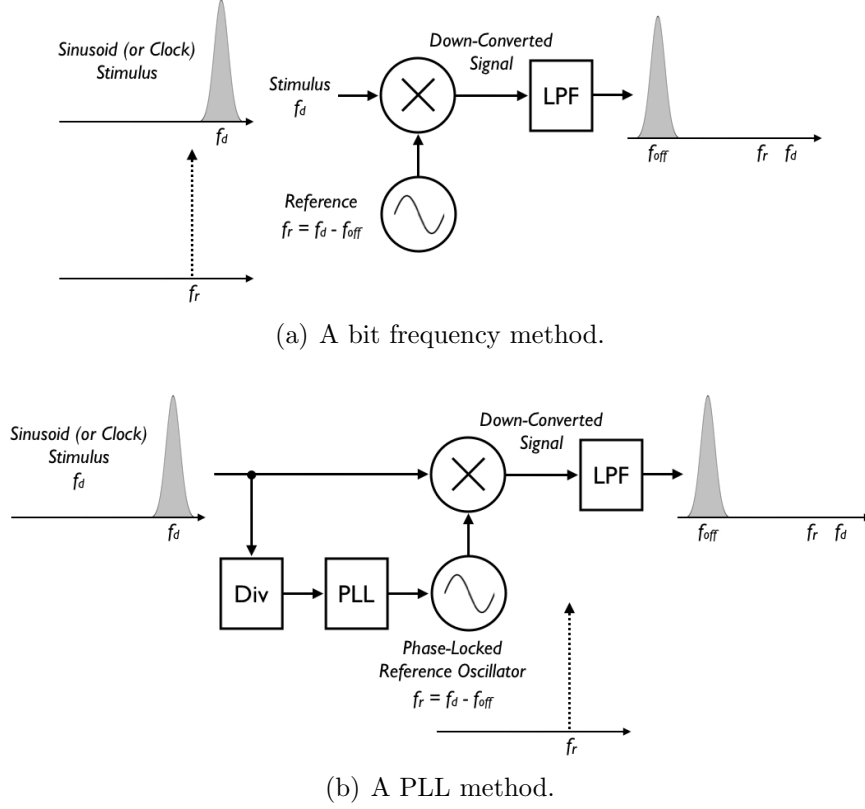 Sinusoid (or Clock)
Stimulus
fd
fr
Stimulus
fd
Down-Converted
Signal
LPF
Reference
fr = fd - foff
foff fr fd
(a) A bit frequency method.
Sinusoid (or Clock)
Stimulus
fd
fd
Div
PLL
Down-Converted
Signal
LPF
Phase-Locked
Reference Oscillator
fr = fd - foff
fr
foff fr fd
(b) A PLL method.